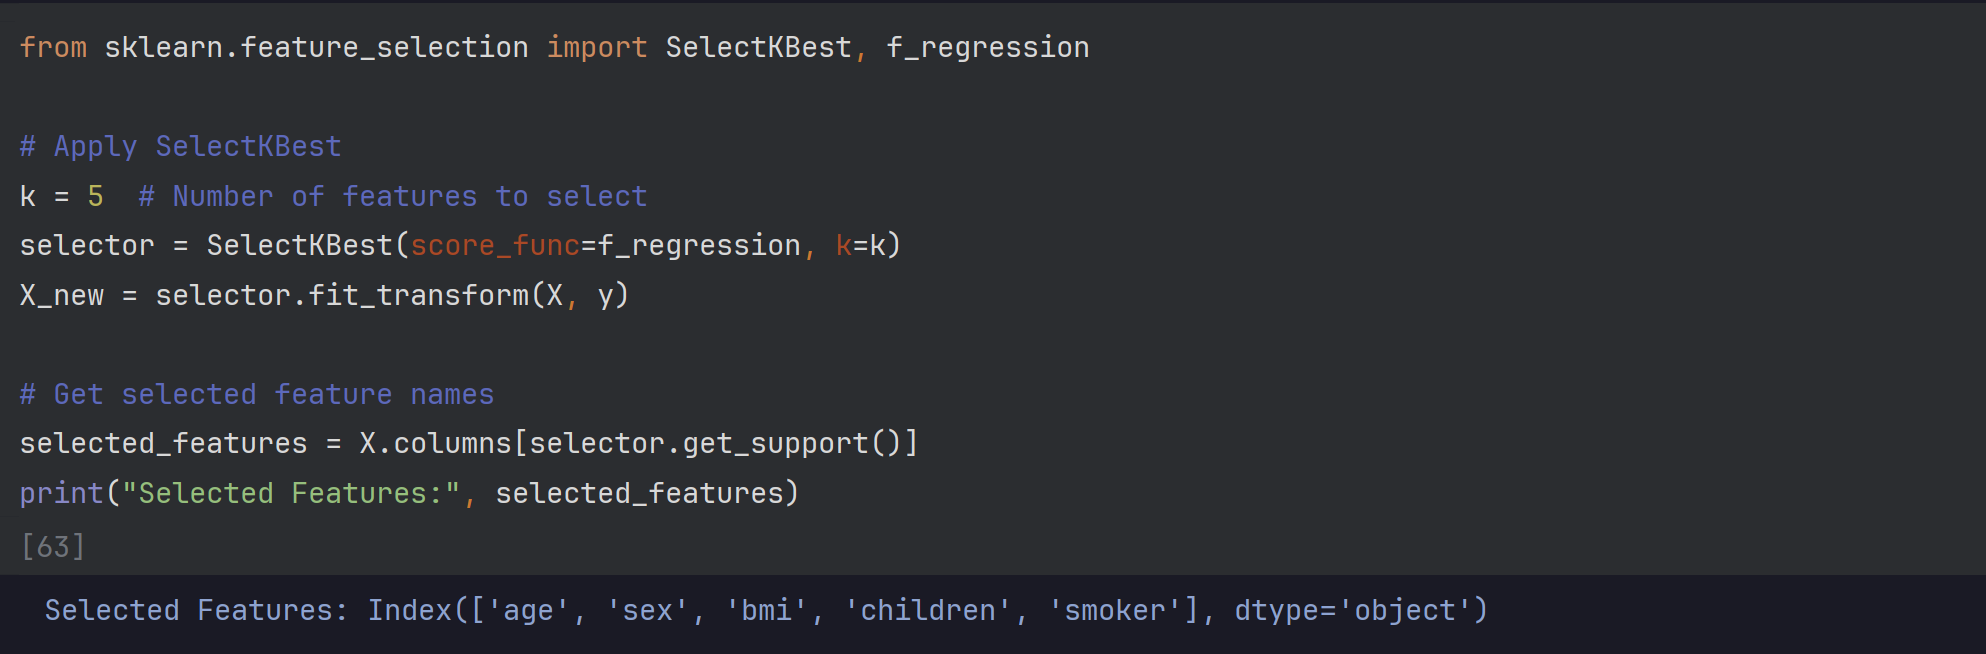 from sklearn.feature_selection import SelectKBest, f_regression
# Apply SelectKBest
k = 5  # Number of features to select
selector = SelectKBest(score_func=f_regression, k=k)
X_new = selector.fit_transform(X, y)
# Get selected feature names
selected_features = X.columns[selector.get_support()]
print("Selected Features:", selected_features)
[63]
Selected Features: Index(['age', 'sex', 'bmi', 'children', 'smoker'], dtype='object')